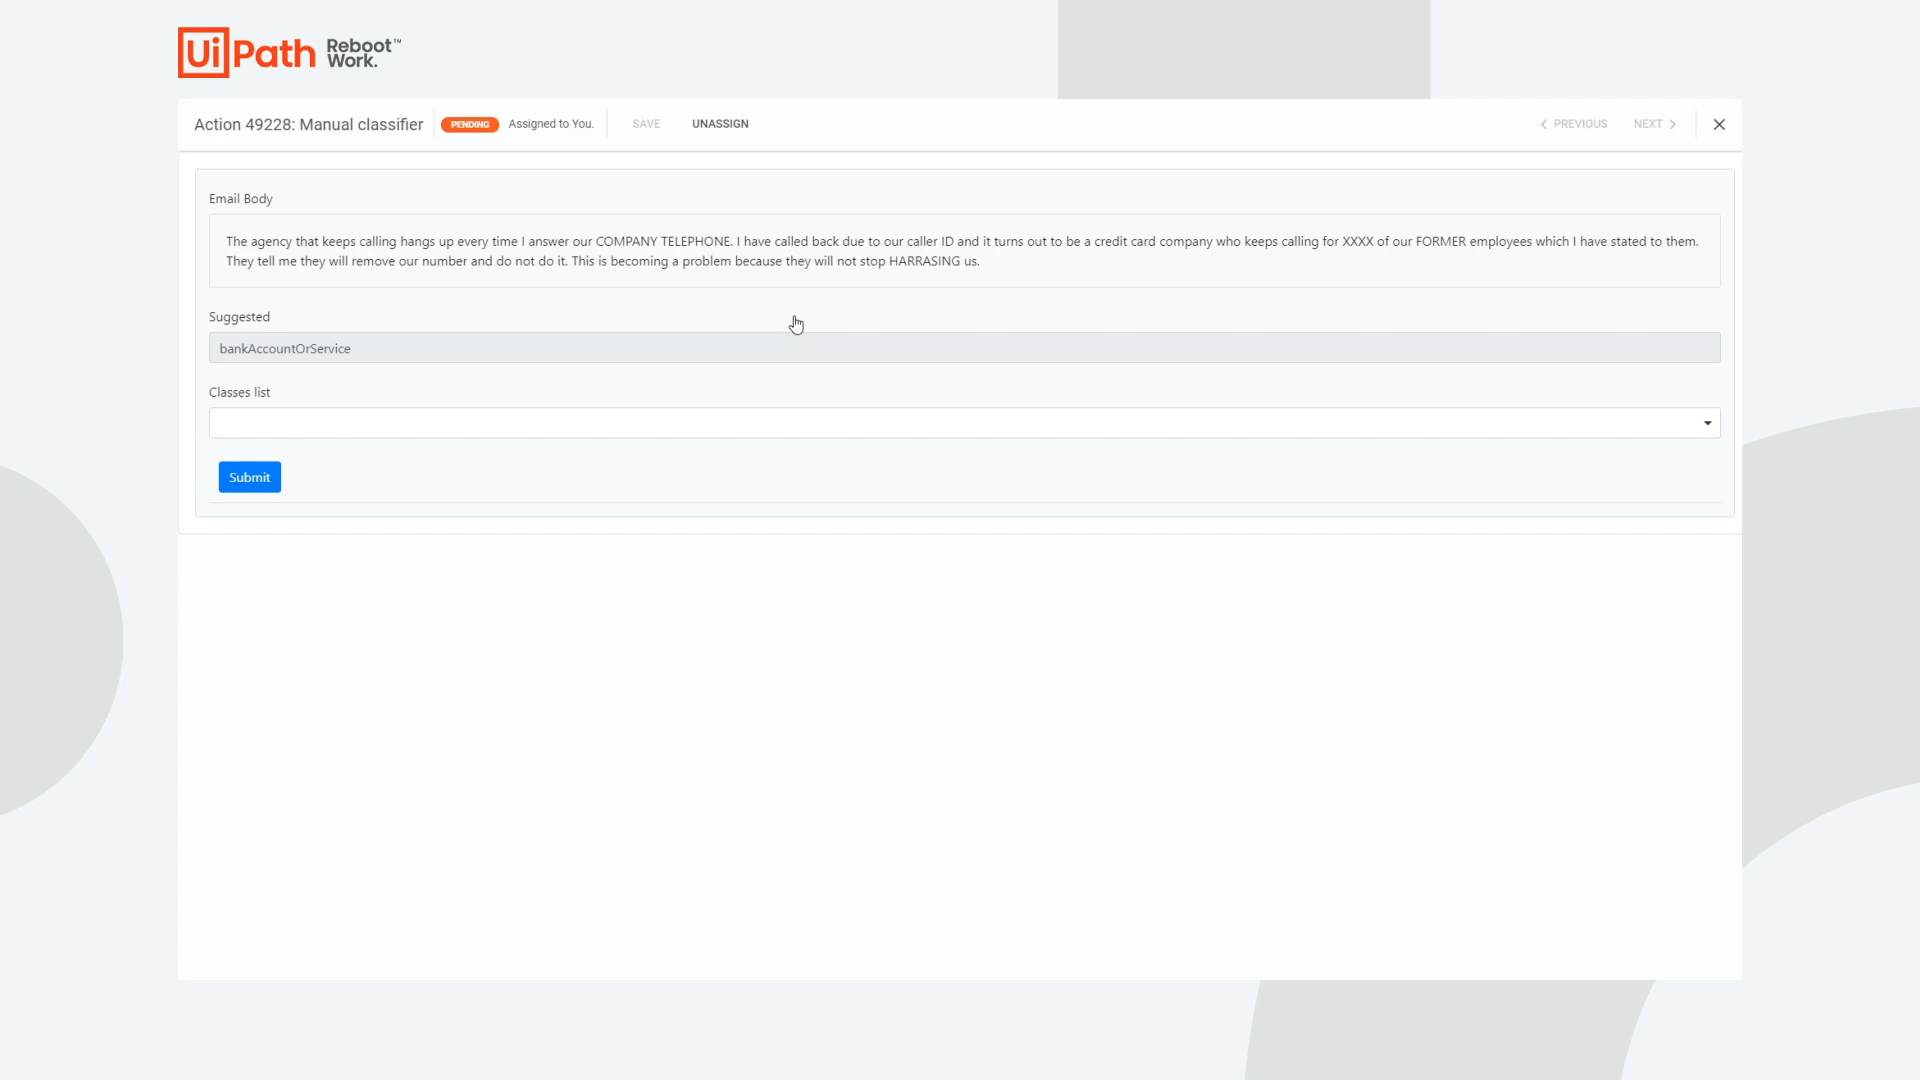 UiPath Reboot Work.™
Action 49228: Manual classifier PENDING Assigned to You. SAVE UNASSIGN PREVIOUS NEXT
Email Body
The agency that keeps calling hangs up every time I answer our COMPANY TELEPHONE. I have called back due to our caller ID and it turns out to be a credit card company who keeps calling for XXXX of our FORMER employees which I have stated to them.
They tell me they will remove our number and do not do it. This is becoming a problem because they will not stop HARRASING us.
Suggested
bankAccountOrService
Classes list
Submit